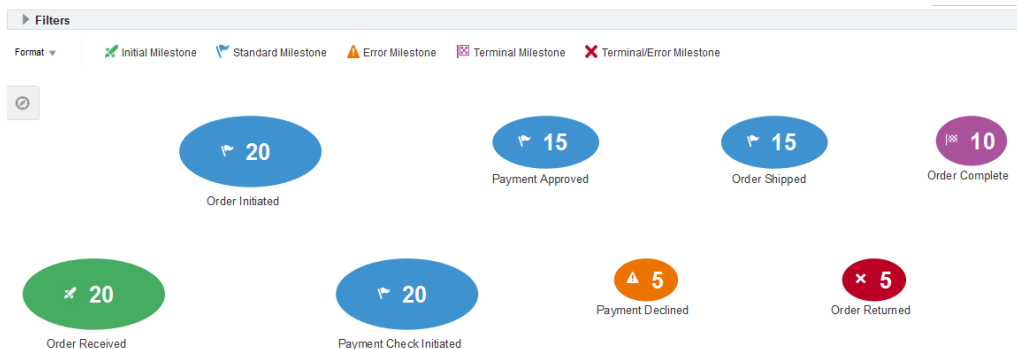 Filters
Format Initial Milestone Standard Milestone Error Milestone Terminal Milestone Terminal/Error Milestone
20
Order Initiated
15
Payment Approved
15
Order Shipped
10
Order Complete
20
Order Received
20
Payment Check Initiated
5
Payment Declined
5
Order Returned